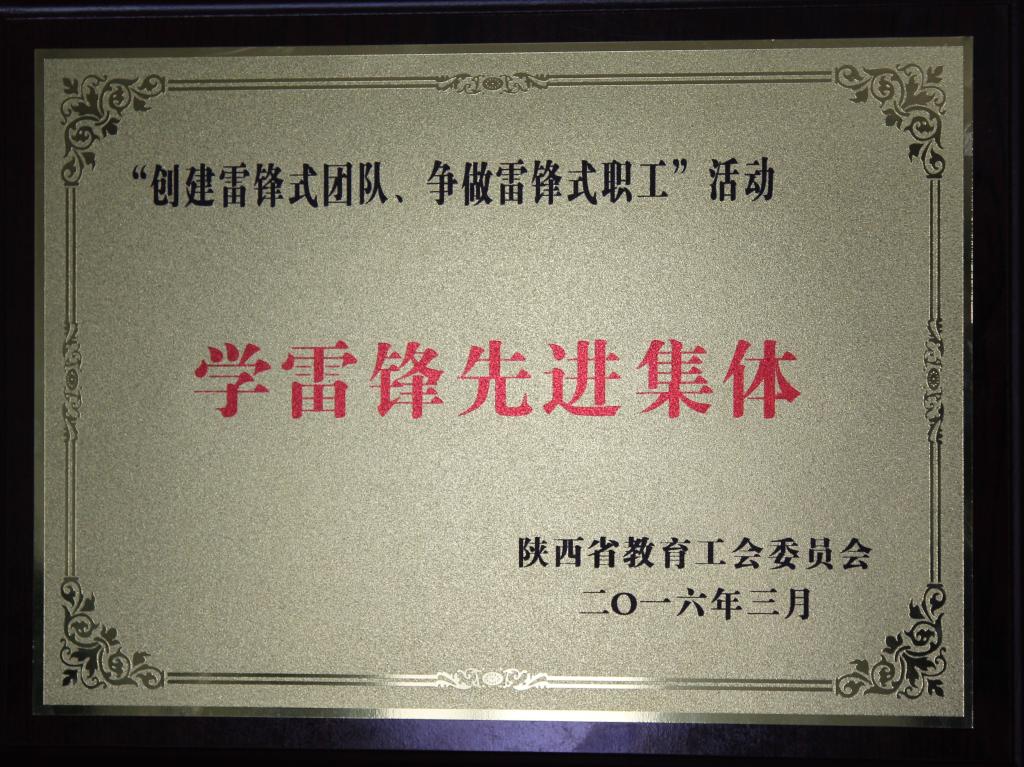 “创建雷锋式团队、争做雷锋式职工”活动
学雷锋先进集体
陕西省教育工会委员会
二〇一六年三月